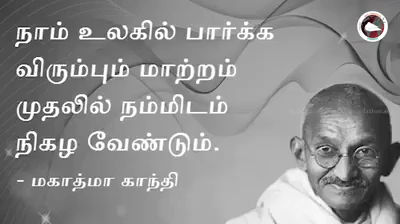 நாம் உலகில் பார்க்க
விரும்பும் மாற்றம்
முதலில் நம்மிடம்
நிகழ வேண்டும்.
- மகாத்மா காந்தி